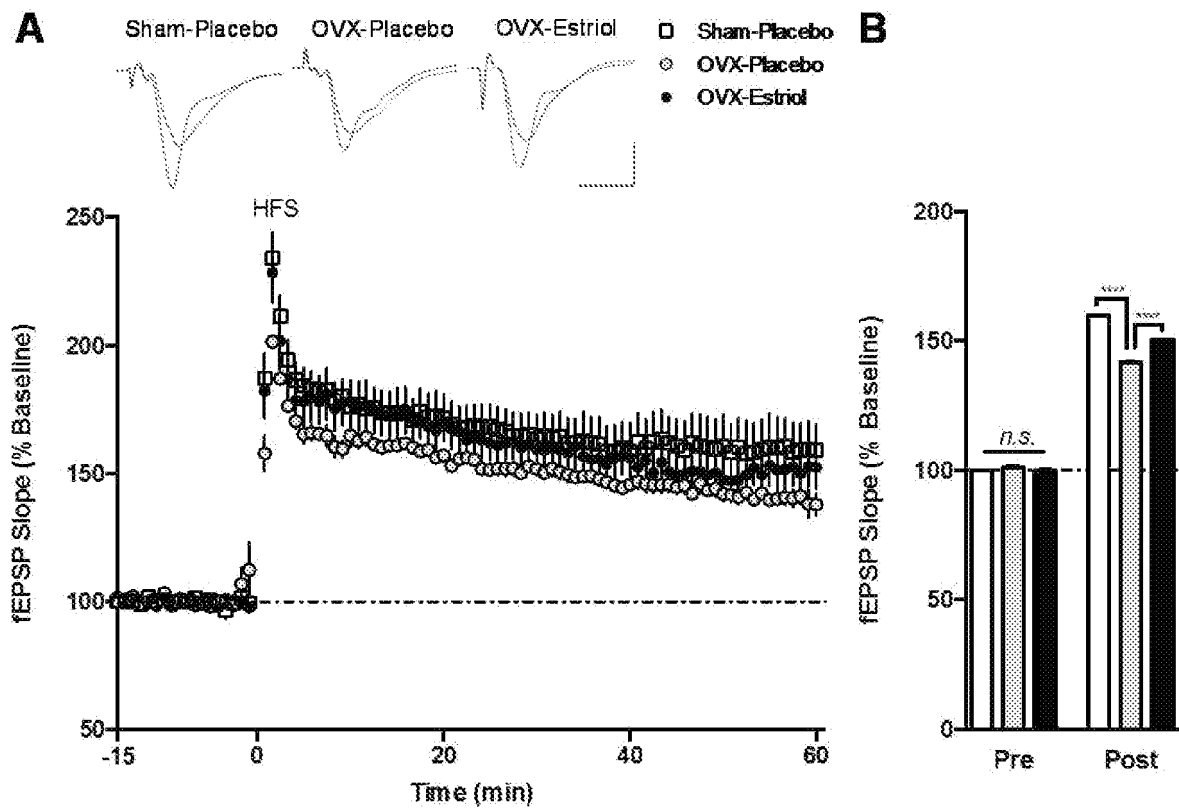 A
Sham-Placebo OVX-Placebo OVX-Estriol
Sham-Placebo
OVX-Placebo
OVX-Estriol
fEPSP Slope (% Baseline)
250
200
150
100
50
HFS
-15 0 20 40 60
Time (min)
B
fEPSP Slope (% Baseline)
200
150
100
50
0
****
****
n.s.
Pre Post